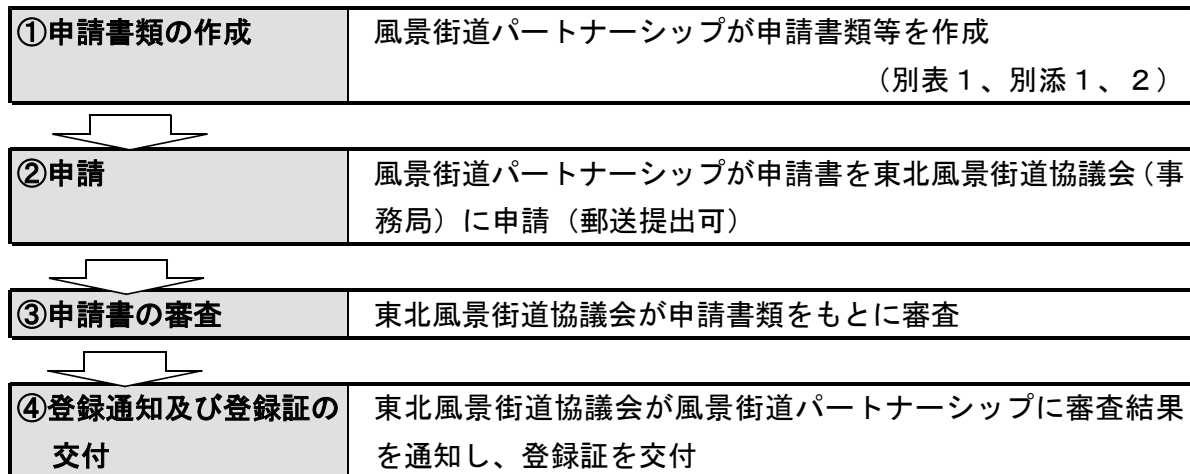 ①申請書類の作成
風景街道パートナーシップが申請書類等を作成
（別表１、別添１、２）
②申請
風景街道パートナーシップが申請書を東北風景街道協議会（事
務局）に申請（郵送提出可）
③申請書の審査
東北風景街道協議会が申請書類をもとに審査
④登録通知及び登録証の
交付
東北風景街道協議会が風景街道パートナーシップに審査結果
を通知し、登録証を交付